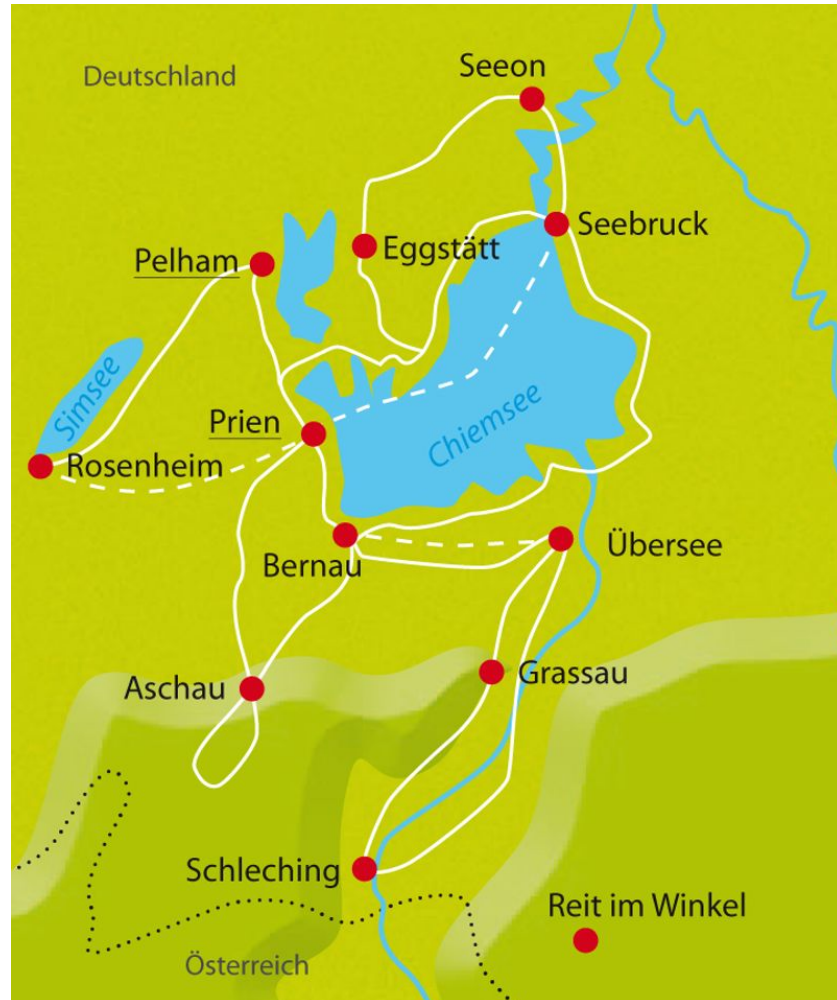 Deutschland
Seeon
Seebruck
Eggstätt
Pelham
Simsee
Prien
Chiemsee
Rosenheim
Übersee
Bernau
Grassau
Aschau
Schleching
Reit im Winkel
Österreich